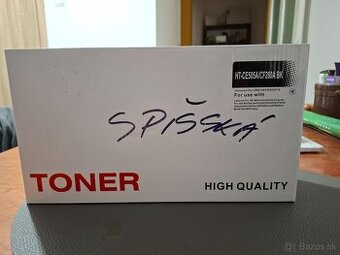 HT-CE505A/CF280A BK
For use with
SPIŠSKÁ
TONER
HIGH QUALITY
Bazos.sk